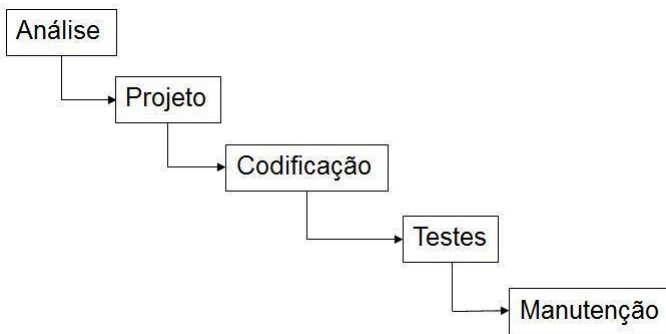 Análise
Projeto
Codificação
Testes
Manutenção